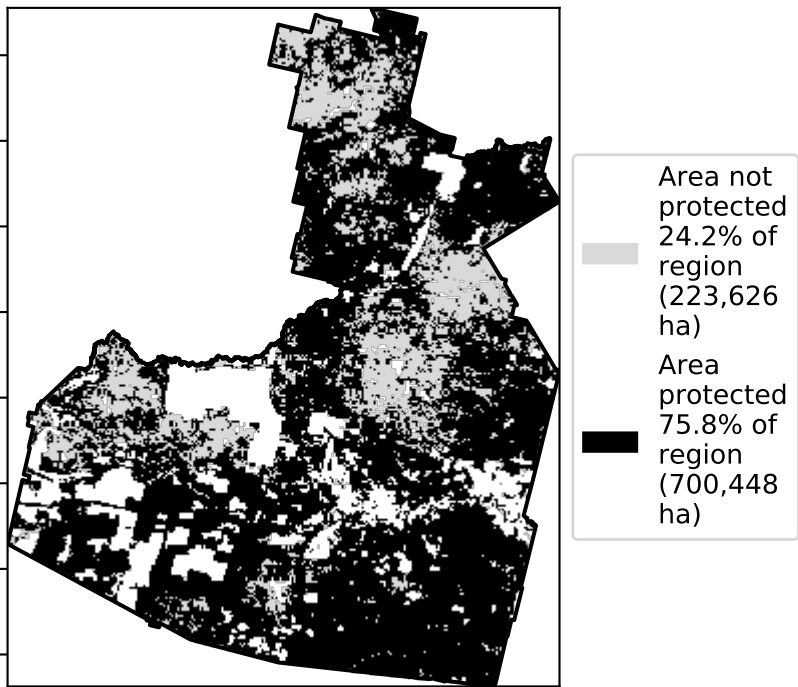 Area not
protected
24.2% of
region
(223,626
ha)
Area
protected
75.8% of
region
(700,448
ha)